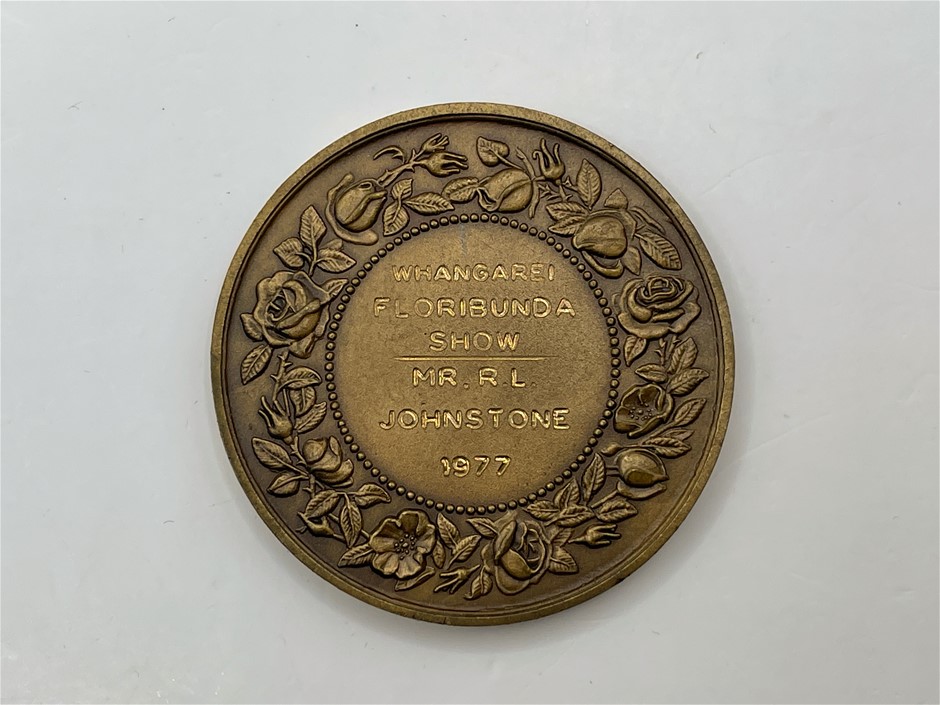 WHANGAREI
FLORIBUNDA
SHOW
MR. R.L.
JOHNSTONE
1977